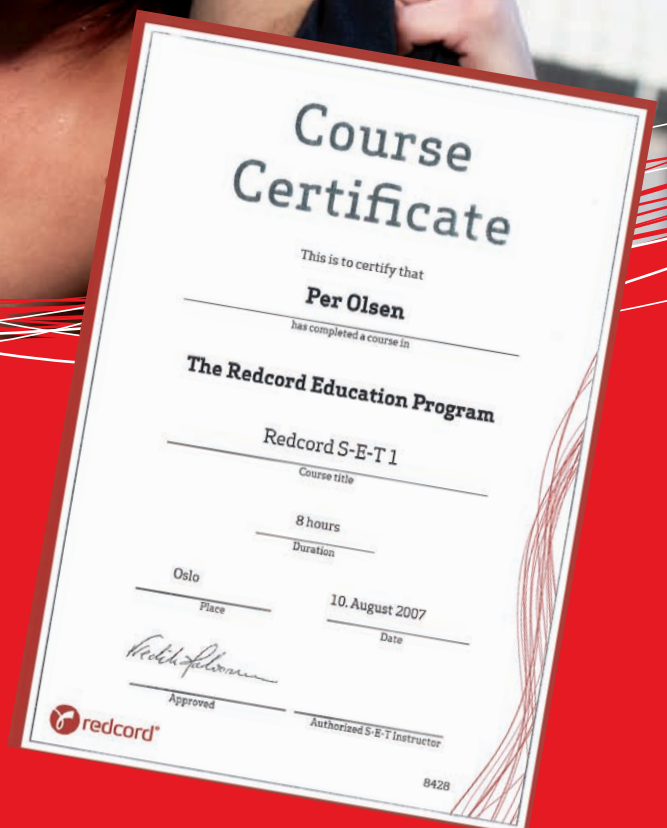 Course
Certificate
This is to certify that
Per Olsen
has completed a course in
The Redcord Education Program
Redcord S-E-T 1
Course title
8 hours
Duration
Oslo
Place
10. August 2007
Date
Approved
Authorized S-E-T Instructor
redcord®
8428